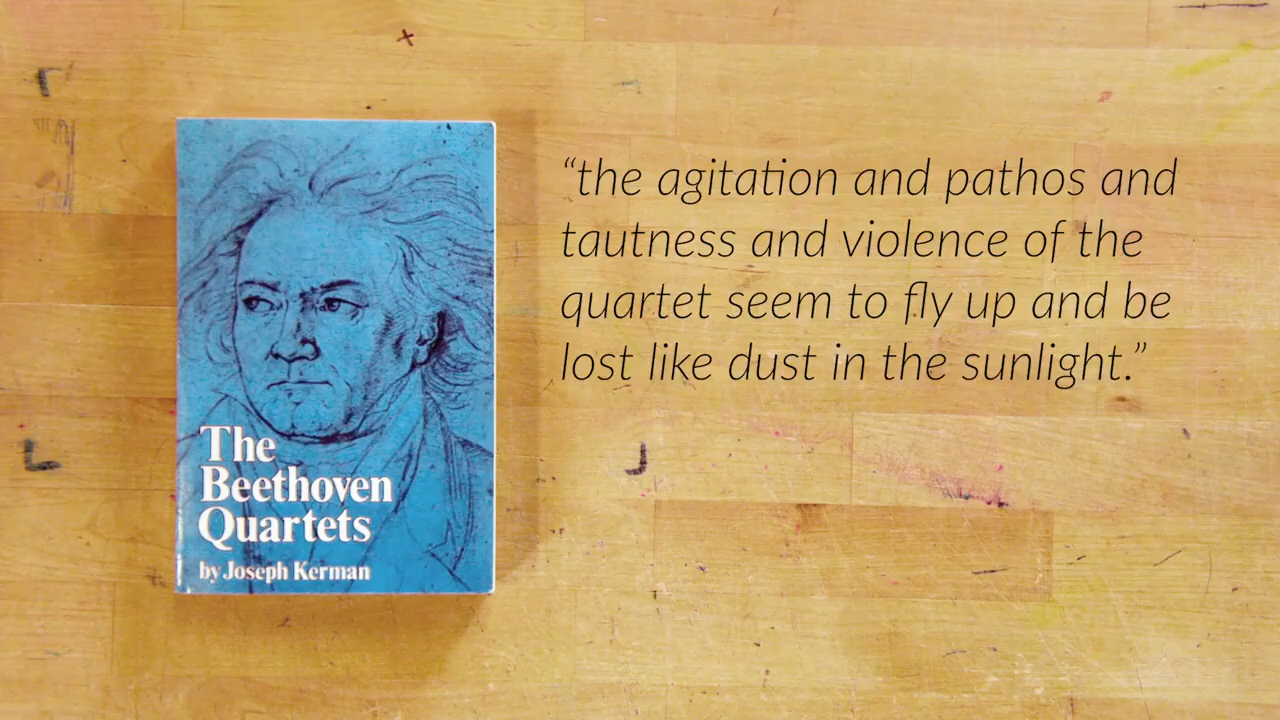 The
Beethoven
Quartets
by Joseph Kerman
“the agitation and pathos and
tautness and violence of the
quartet seem to fly up and be
lost like dust in the sunlight.”